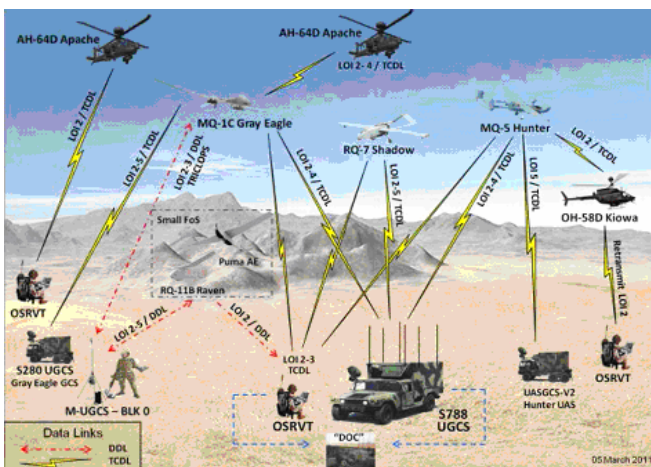 AH-64D Apache
AH-64D Apache
LOI 2-4 / TCDL
LOI 2 / TCDL
LOI 2-5 / TCDL
MQ-1C Gray Eagle
LOI 2-3 / DDL
TRICLOPS
RQ-7 Shadow
MQ-5 Hunter
LOI 2 / TCDL
LOI 2-4 / TCDL
LOI 2-5 / TCDL
LOI 2-4 / TCDL
LOI 5 / TCDL
OH-58D Kiowa
Small FoS
Puma AE
RQ-11B Raven
Retransmit LOI 2
OSRVT
LOI 2-5 / DDL
LOI 2 / DDL
LOI 2-3
TCDL
S280 UGCS
Gray Eagle GCS
M-UGCS – BLK 0
OSRVT
S788
UGCS
UASGCS-V2
Hunter UAS
OSRVT
"DOC"
Data Links
DDL
TCDL
05 March 2011